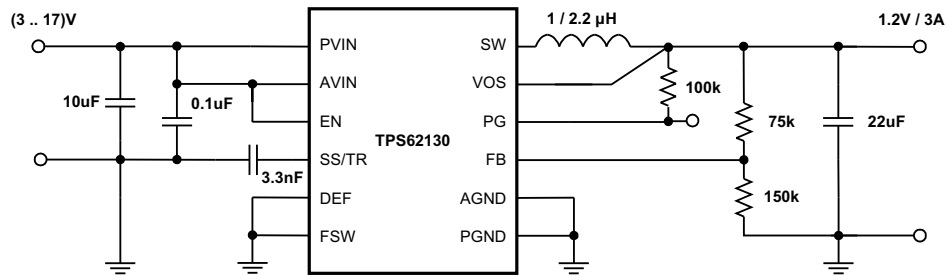 (3 .. 17)V
1 / 2.2 µH
1.2V / 3A
PVIN
SW
AVIN
VOS
10uF
0.1uF
100k
EN
PG
TPS62130
75k
22uF
SS/TR
FB
3.3nF
DEF
AGND
150k
FSW
PGND